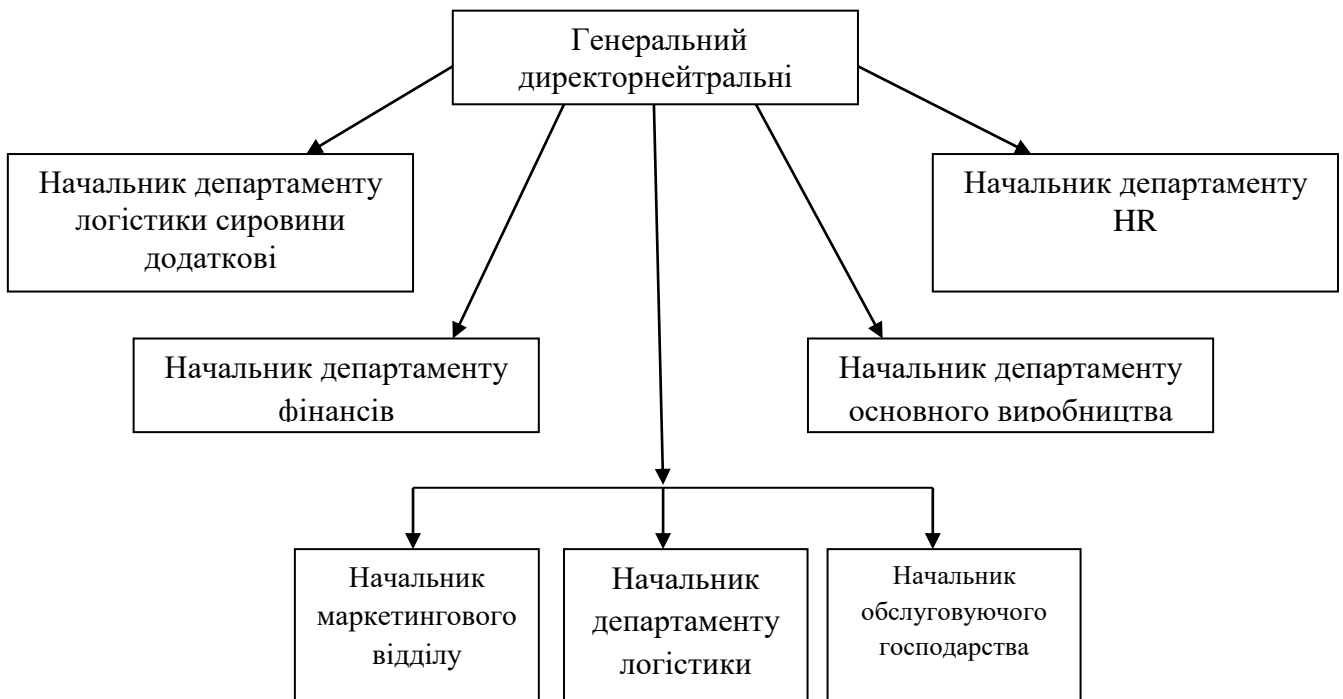 Генеральний
директорнейтральні
Начальник департаменту
логістики сировини
додаткові
Начальник департаменту
HR
Начальник департаменту
фінансів
Начальник департаменту
основного виробництва
Начальник
маркетингового
відділу
Начальник
департаменту
логістики
Начальник
обслуговуючого
господарства